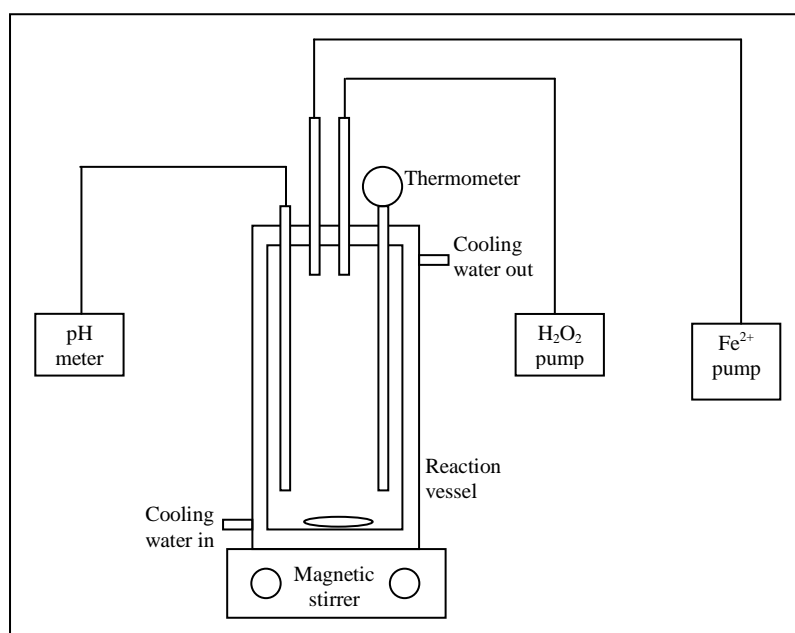 Thermometer
Cooling
water out
pH
meter
H₂O₂
pump
Fe²⁺
pump
Reaction
vessel
Cooling
water in
Magnetic
stirrer